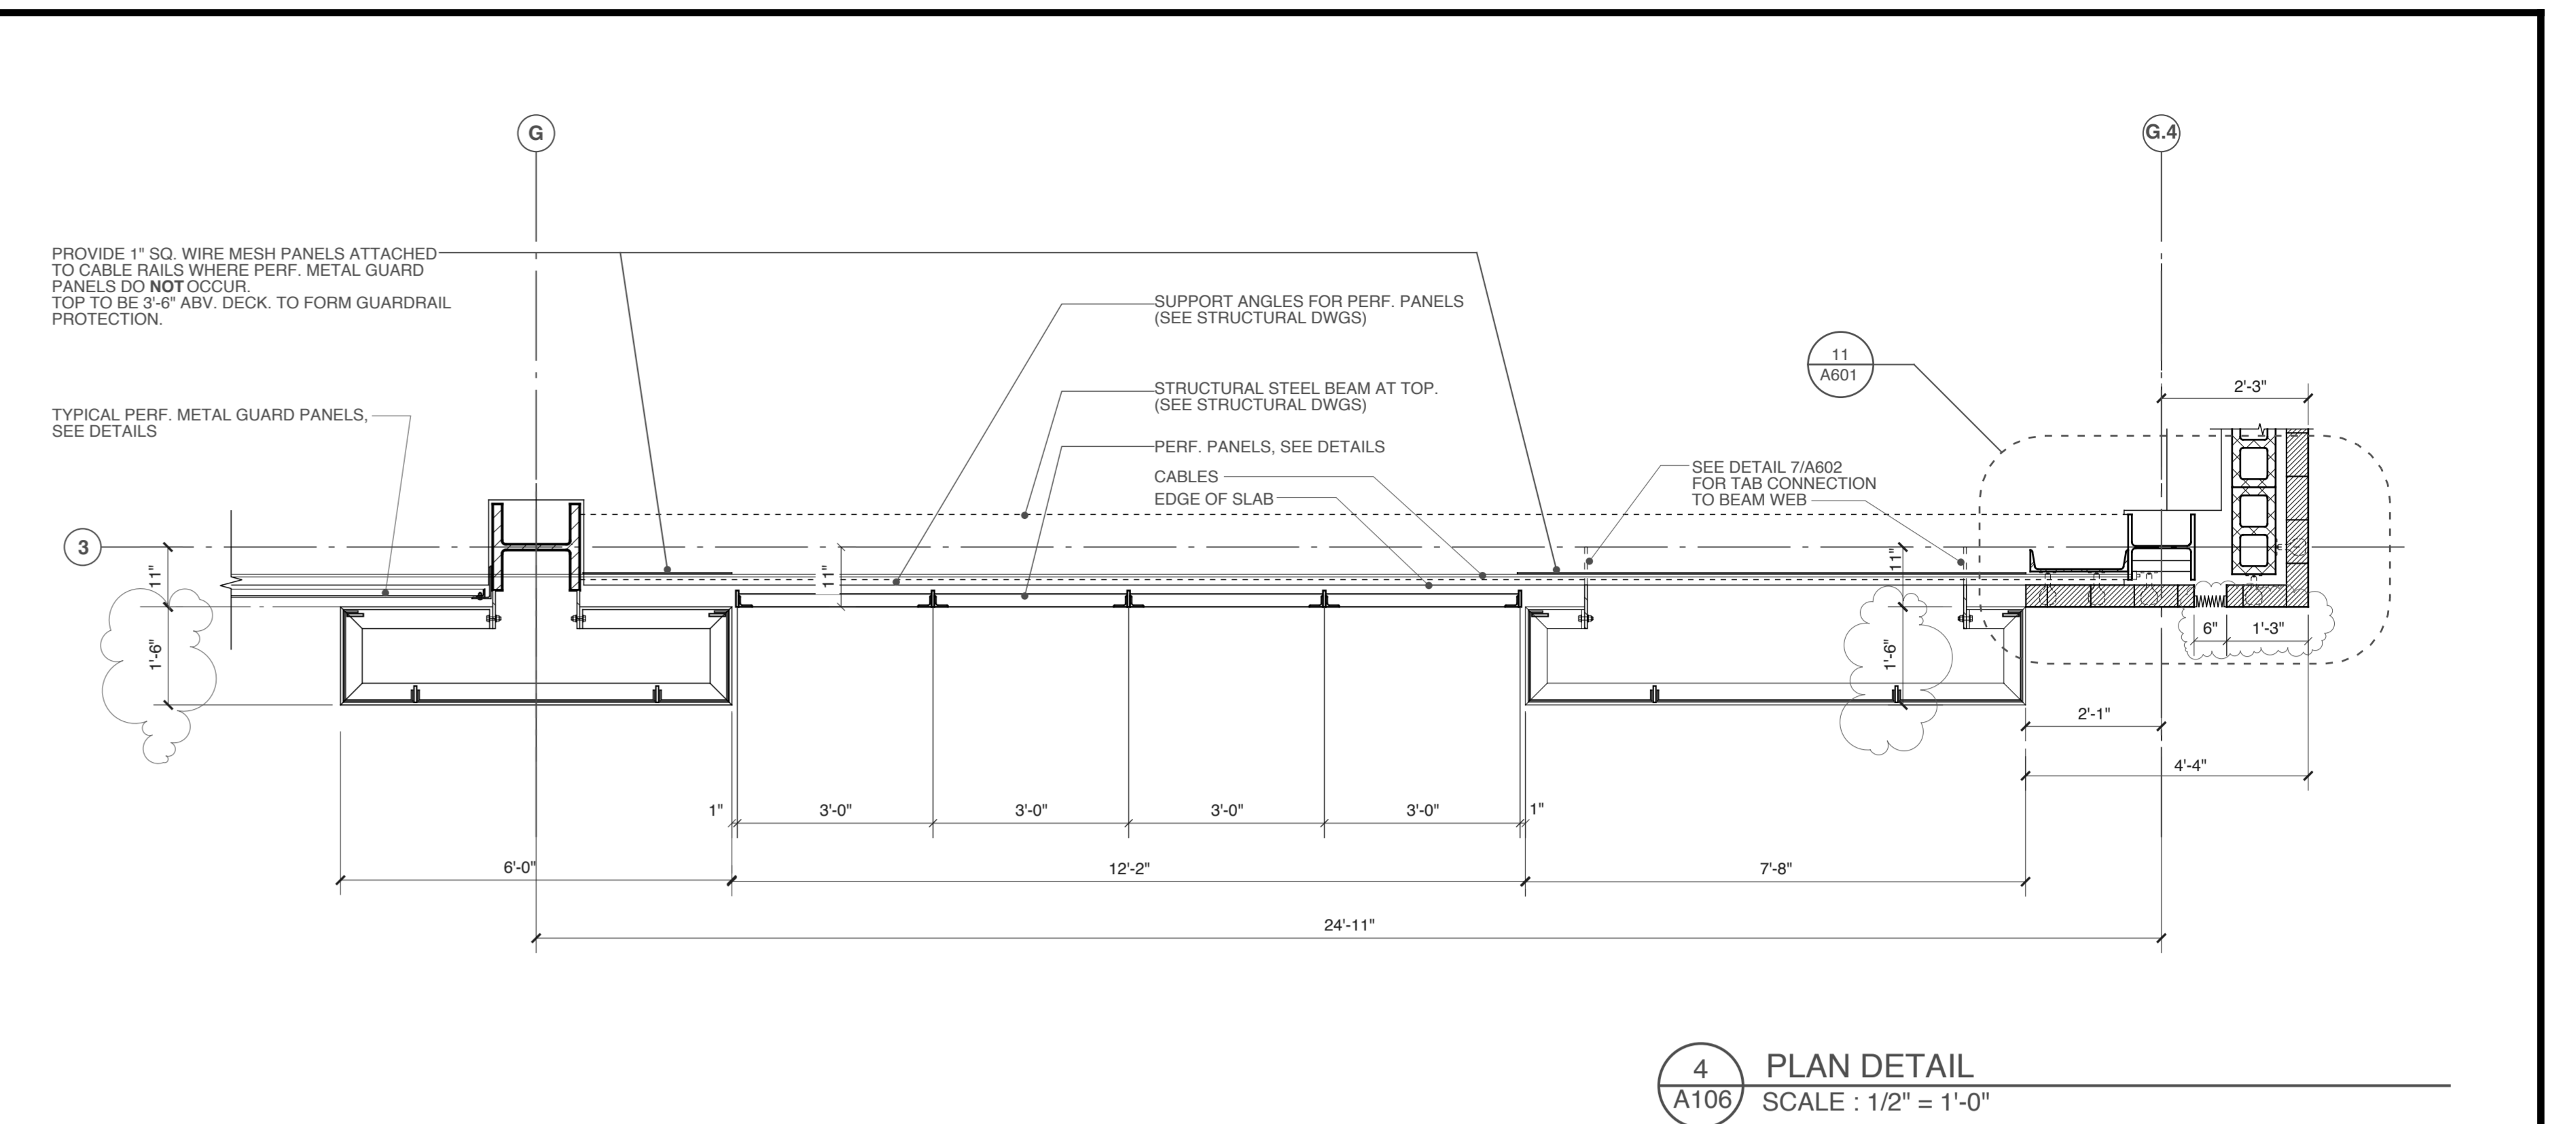 G
G.4
PROVIDE 1" SQ. WIRE MESH PANELS ATTACHED
TO CABLE RAILS WHERE PERF. METAL GUARD
PANELS DO NOT OCCUR.
TOP TO BE 3'-6" ABV. DECK. TO FORM GUARDRAIL
PROTECTION.
SUPPORT ANGLES FOR PERF. PANELS
(SEE STRUCTURAL DWGS)
11
A601
STRUCTURAL STEEL BEAM AT TOP.
(SEE STRUCTURAL DWGS)
2'-3"
TYPICAL PERF. METAL GUARD PANELS,
SEE DETAILS
PERF. PANELS, SEE DETAILS
CABLES
EDGE OF SLAB
SEE DETAIL 7/A602
FOR TAB CONNECTION
TO BEAM WEB
3
11"
11"
11"
1'-6"
1'-6"
6"
1'-3"
2'-1"
4'-4"
1"
3'-0"
3'-0"
3'-0"
3'-0"
1"
6'-0"
12'-2"
7'-8"
24'-11"
4
A106
PLAN DETAIL
SCALE : 1/2" = 1'-0"